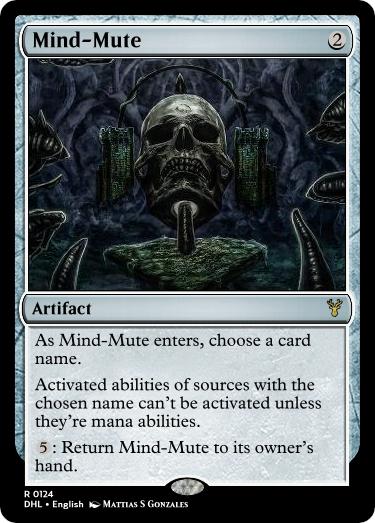 Mind-Mute 2
Artifact
As Mind-Mute enters, choose a card
name.
Activated abilities of sources with the
chosen name can't be activated unless
they're mana abilities.
5 : Return Mind-Mute to its owner's
hand.
R 0124
DHL • English Mattias S Gonzales